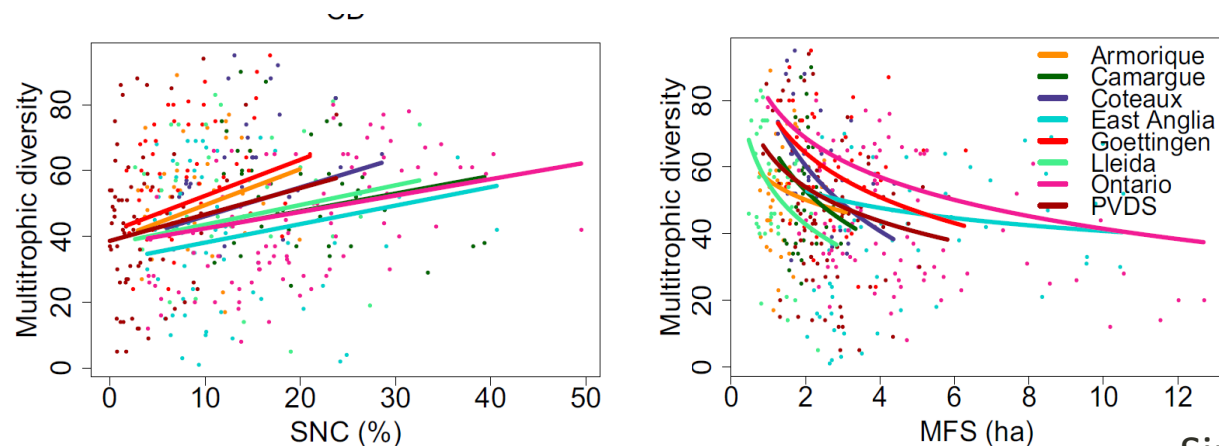 Multitrophic diversity
0 20 40 60 80
0 10 20 30 40 50
SNC (%)
Multitrophic diversity
0 20 40 60 80
0 2 4 6 8 10 12
MFS (ha)
Armorique
Camargue
Coteaux
East Anglia
Goettingen
Lleida
Ontario
PVDS